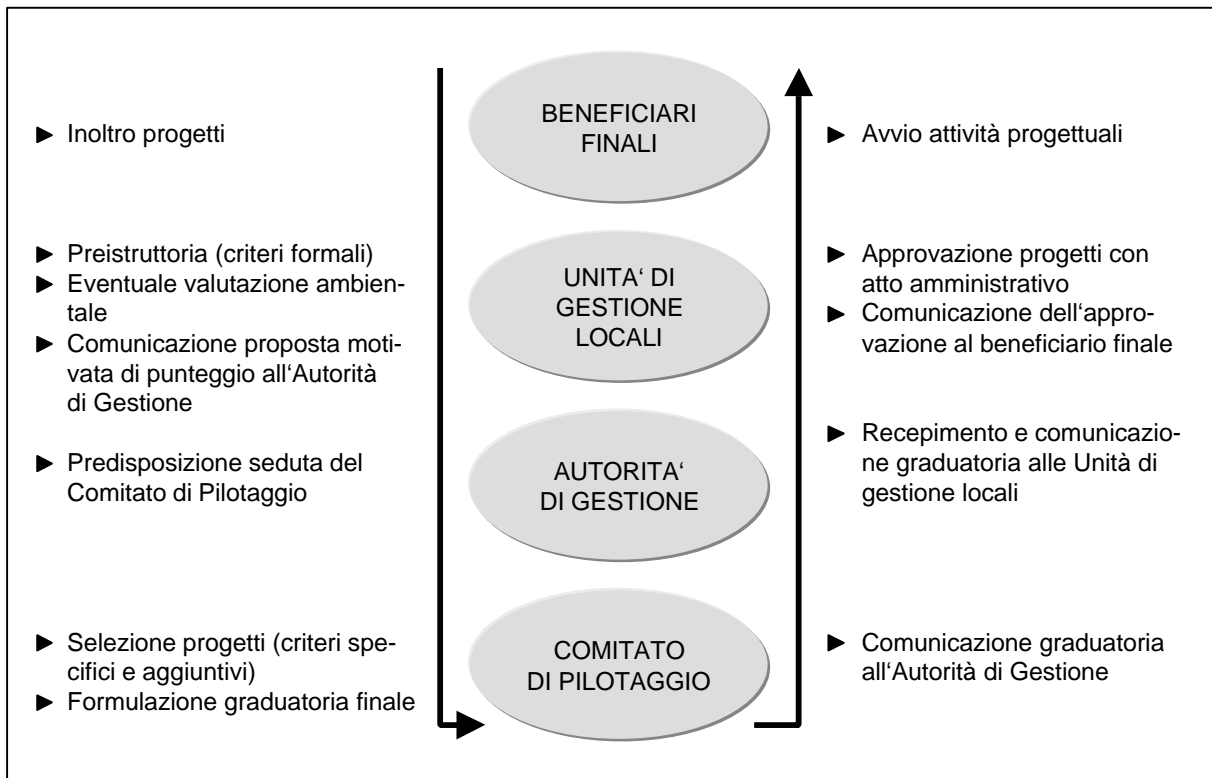 ► Inoltro progetti
BENEFICIARI
FINALI
► Avvio attività progettuali
► Preistruttoria (criteri formali)
► Eventuale valutazione ambien-
tale
► Comunicazione proposta moti-
vata di punteggio all‘Autorità
di Gestione
UNITA‘ DI
GESTIONE
LOCALI
► Approvazione progetti con
atto amministrativo
► Comunicazione dell‘appro-
vazione al beneficiario finale
► Predisposizione seduta del
Comitato di Pilotaggio
AUTORITA‘
DI GESTIONE
► Recepimento e comunicazio-
ne graduatoria alle Unità di
gestione locali
► Selezione progetti (criteri spe-
cifici e aggiuntivi)
► Formulazione graduatoria finale
COMITATO
DI PILOTAGGIO
► Comunicazione graduatoria
all‘Autorità di Gestione